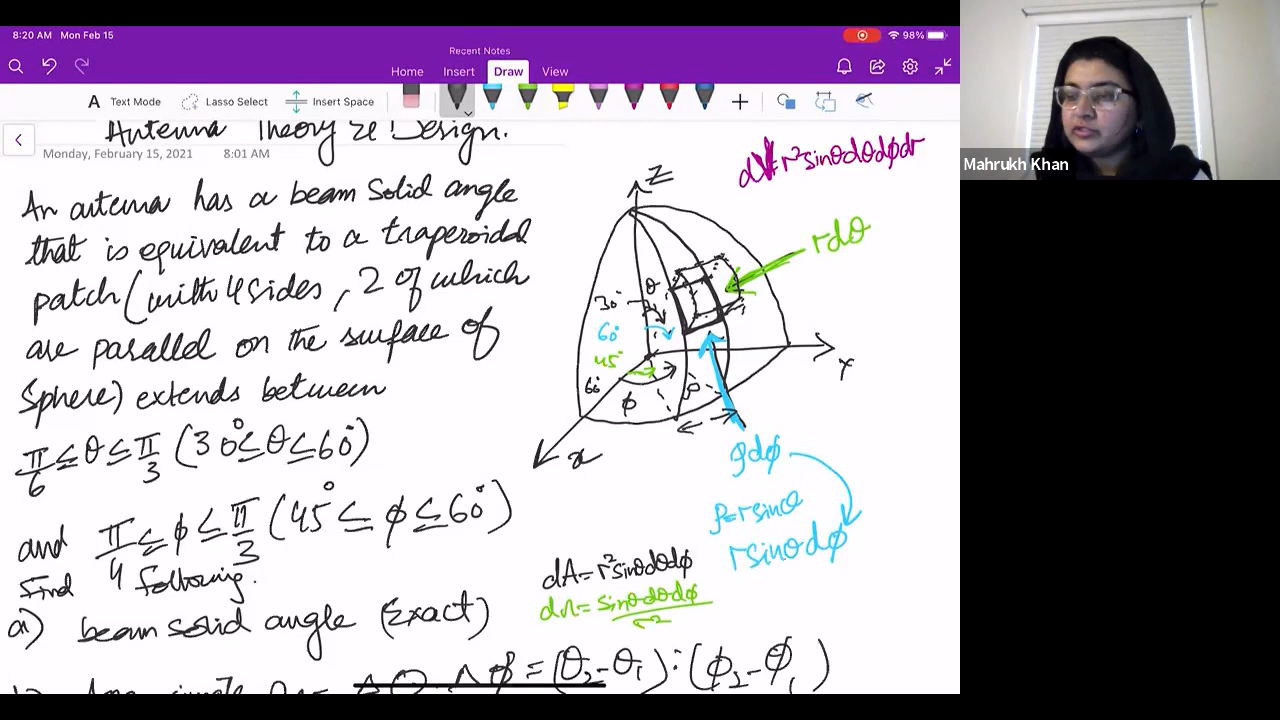 8:20 AM Mon Feb 15
98%
Recent Notes
Home Insert Draw View
Text Mode Lasso Select Insert Space
Antenna Theory & Design.
Monday, February 15, 2021 8:01 AM
An antenna has a beam solid angle
that is equivalent to a trapezoidal
patch (with 4 sides, 2 of which
are parallel on the surface of
Sphere) extends between
π/6 ≤ θ ≤ π/3 (30° ≤ θ ≤ 60°)
and π/4 ≤ φ ≤ π/3 (45° ≤ φ ≤ 60°)
find following.
a) beam solid angle (Exact)
ΔΘ . Δφ = (θ2-θ1) : (φ2-φ1)
dV = r²sinθdθdφdr
Z
rdθ
θ
30°
60°
45°
60°
φ
ρ
Y
x
ρdφ
ρ=rsinθ
rsinθdφ
dA = r²sinθdθdφ
dΩ = sinθdθdφ
r²
Mahrukh Khan